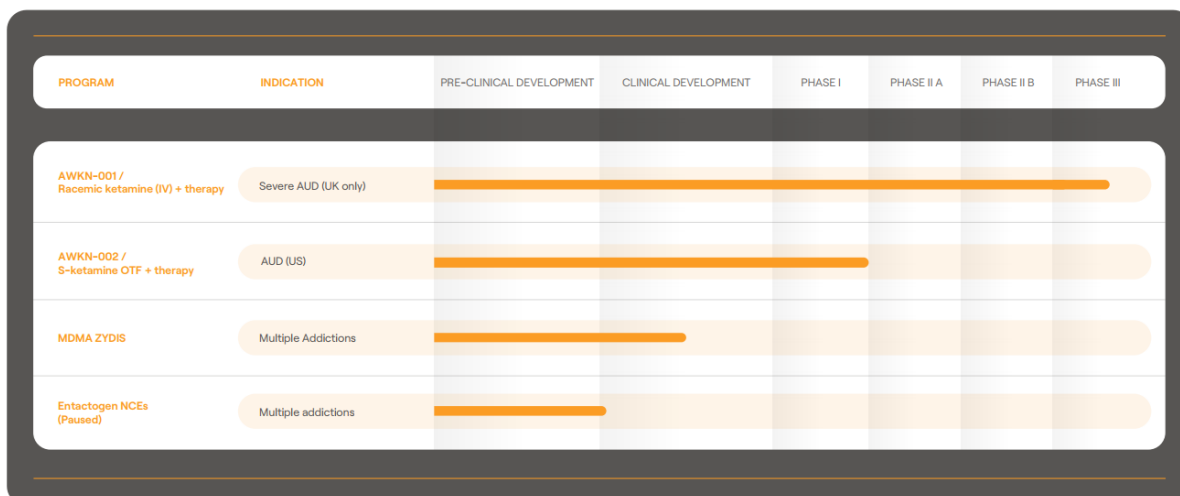 PROGRAM INDICATION PRE-CLINICAL DEVELOPMENT CLINICAL DEVELOPMENT PHASE I PHASE II A PHASE II B PHASE III
AWKN-001 /
Racemic ketamine (IV) + therapy
Severe AUD (UK only)
AWKN-002 /
S-ketamine OTF + therapy
AUD (US)
MDMA ZYDIS
Multiple Addictions
Entactogen NCEs
(Paused)
Multiple addictions